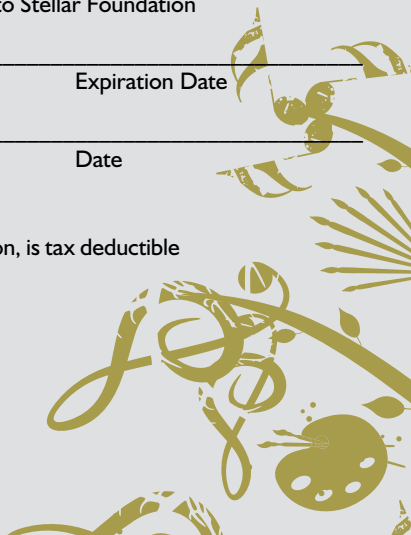 to Stellar Foundation
Expiration Date
Date
on, is tax deductible